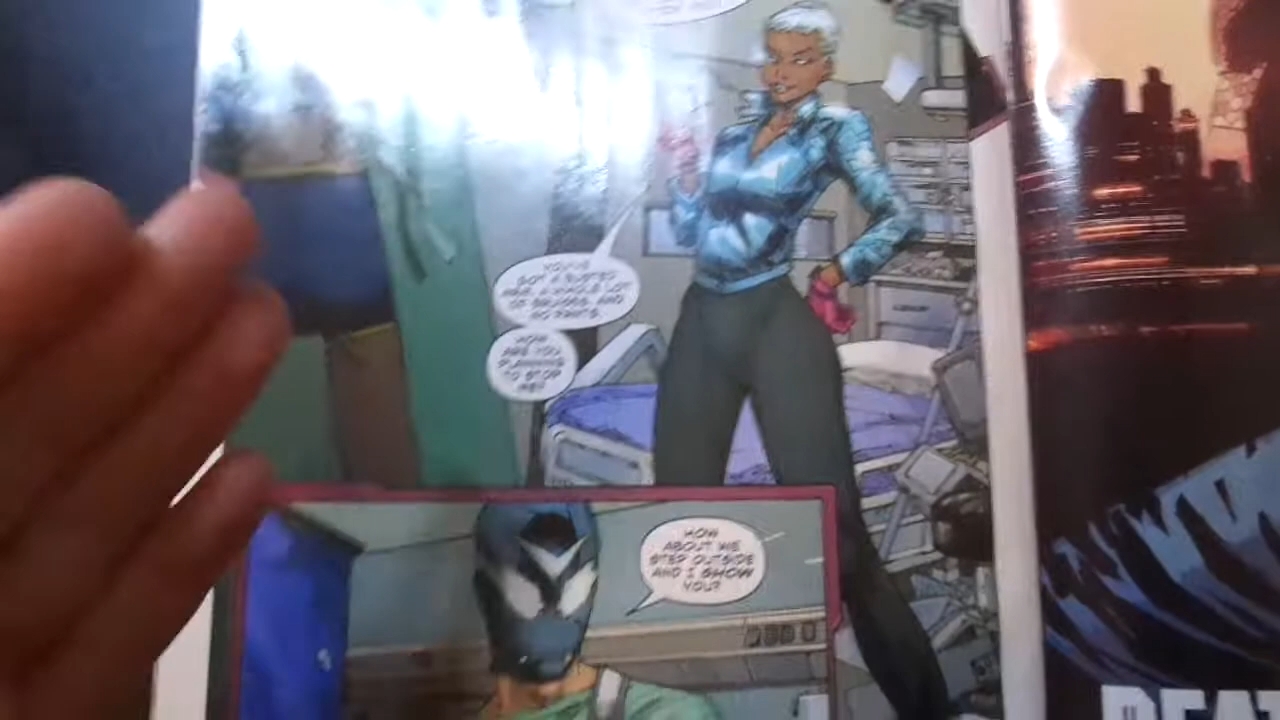 YOU'VE
GOT A BUSTED
ARM, A WHOLE LOT
OF BRUISES, AND
NO PANTS.
HOW
ARE YOU
PLANNING
TO STOP
ME?
HOW
ABOUT WE
STEP OUTSIDE
AND I SHOW
YOU?